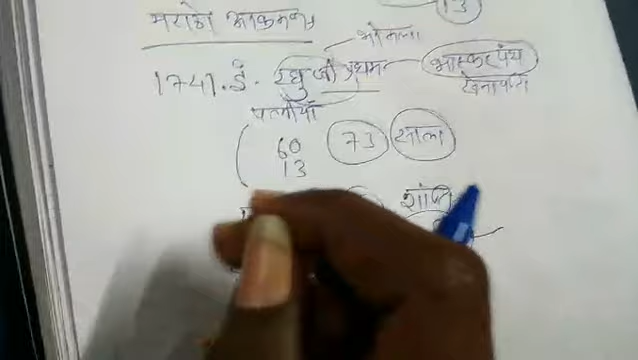 13
मराठा आक्रमण
भोंसला
1741 ई. रघुजी प्रथम भास्कर पंथ
सेनापति
पत्नीयाँ
60 73 साल
13